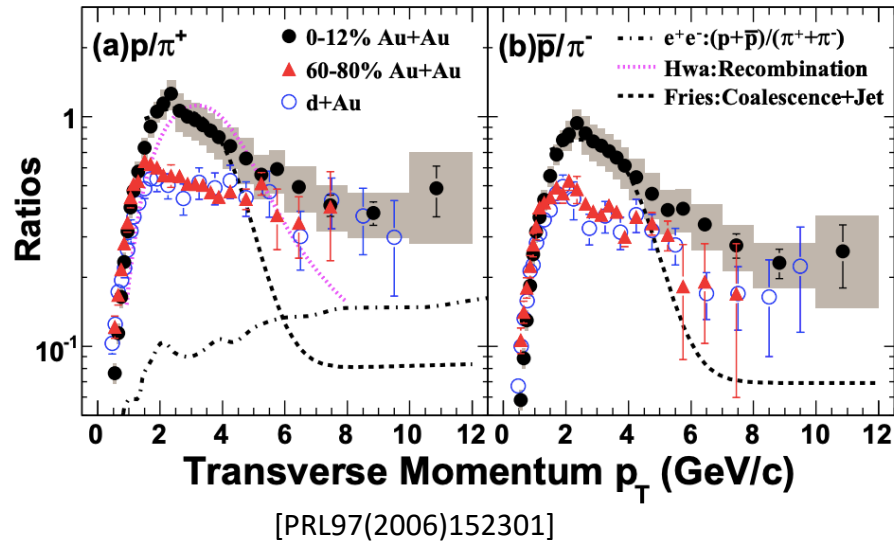 (a)p/π+
0-12% Au+Au
60-80% Au+Au
d+Au
(b)p̅/π-
e+e-:(p+p̅)/(π++π-)
Hwa:Recombination
Fries:Coalescence+Jet
Ratios
1
10-1
0 2 4 6 8 10 12
0 2 4 6 8 10 12
Transverse Momentum pT (GeV/c)
[PRL97(2006)152301]